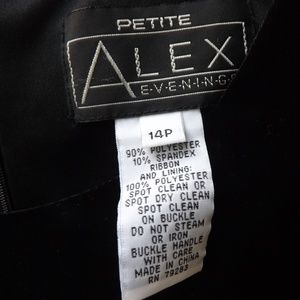 PETITE
ALEX
EVENINGS
14P
90% POLYESTER
10% SPANDEX
RIBBON
AND LINING:
100% POLYESTER
SPOT CLEAN OR
SPOT DRY CLEAN
SPOT CLEAN
ON BUCKLE
DO NOT STEAM
OR IRON
BUCKLE HANDLE
WITH CARE
MADE IN CHINA
RN 79283